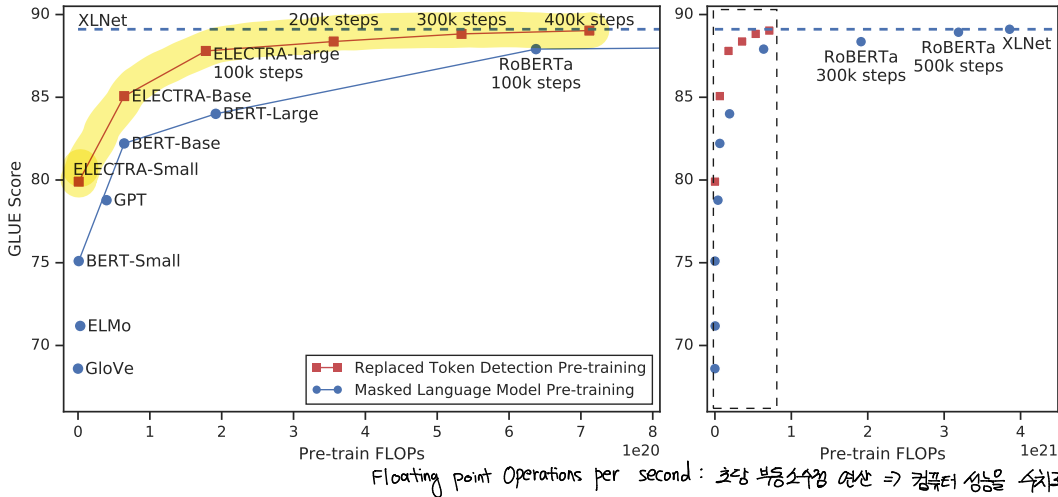 90
XLNet
200k steps
300k steps
400k steps
ELECTRA-Large
100k steps
RoBERTa
100k steps
85
ELECTRA-Base
BERT-Large
BERT-Base
ELECTRA-Small
80
GPT
GLUE Score
75
BERT-Small
ELMo
70
GloVe
Replaced Token Detection Pre-training
Masked Language Model Pre-training
0 1 2 3 4 5 6 7 8
1e20
Pre-train FLOPs
90
RoBERTa
300k steps
RoBERTa
500k steps
XLNet
85
80
75
70
0 1 2 3 4
1e21
Pre-train FLOPs
Floating point Operations per second : 초당 부동소수점 연산 => 컴퓨터 성능을